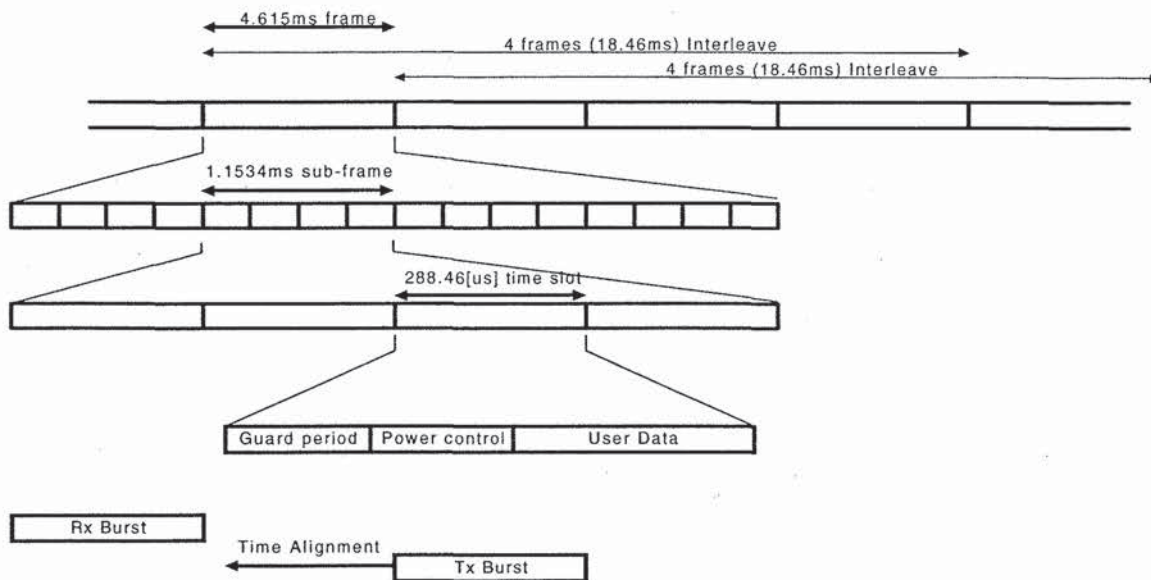 4.615ms frame
4 frames (18.46ms) Interleave
4 frames (18.46ms) Interleave
1.1534ms sub-frame
288.46[us] time slot
Guard period Power control User Data
Rx Burst
Time Alignment
Tx Burst